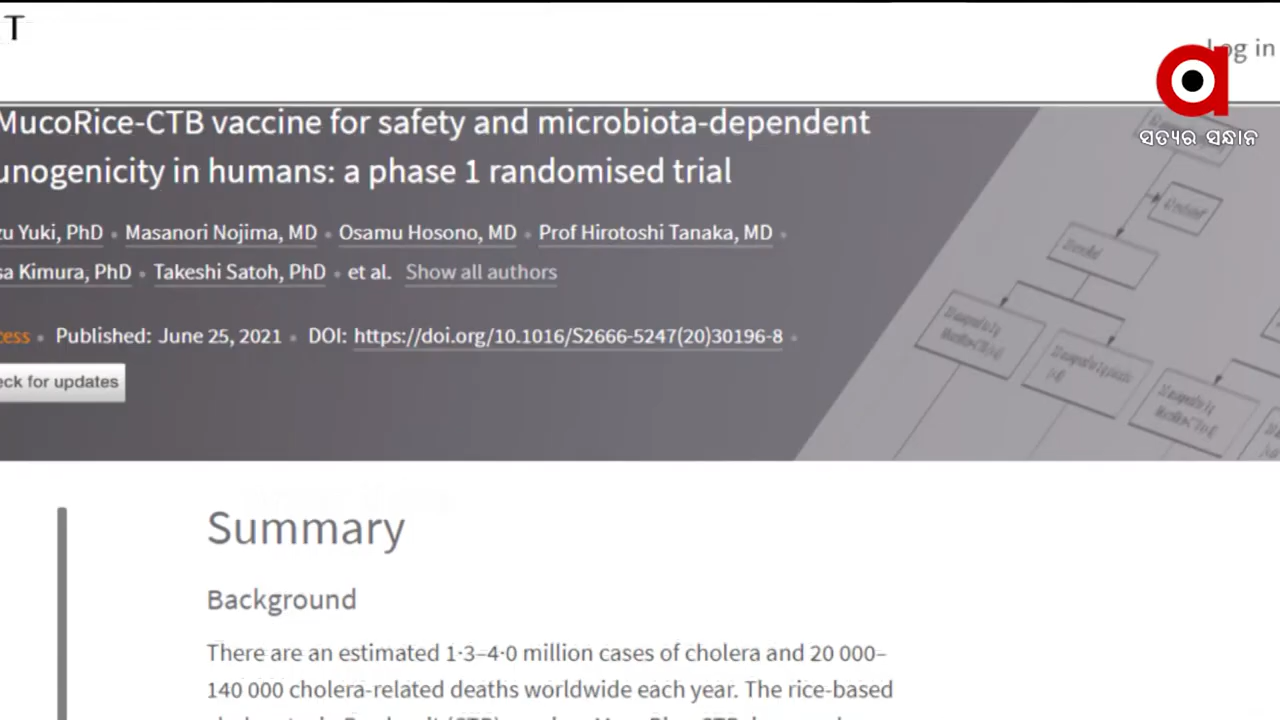 T
Log in
ସତ୍ୟର ସନ୍ଧାନ
MucoRice-CTB vaccine for safety and microbiota-dependent
unogenicity in humans: a phase 1 randomised trial
zu Yuki, PhD • Masanori Nojima, MD • Osamu Hosono, MD • Prof Hirotoshi Tanaka, MD •
sa Kimura, PhD • Takeshi Satoh, PhD • et al. Show all authors
cess • Published: June 25, 2021 • DOI: https://doi.org/10.1016/S2666-5247(20)30196-8 •
eck for updates
Summary
Background
There are an estimated 1·3–4·0 million cases of cholera and 20 000–
140 000 cholera-related deaths worldwide each year. The rice-based